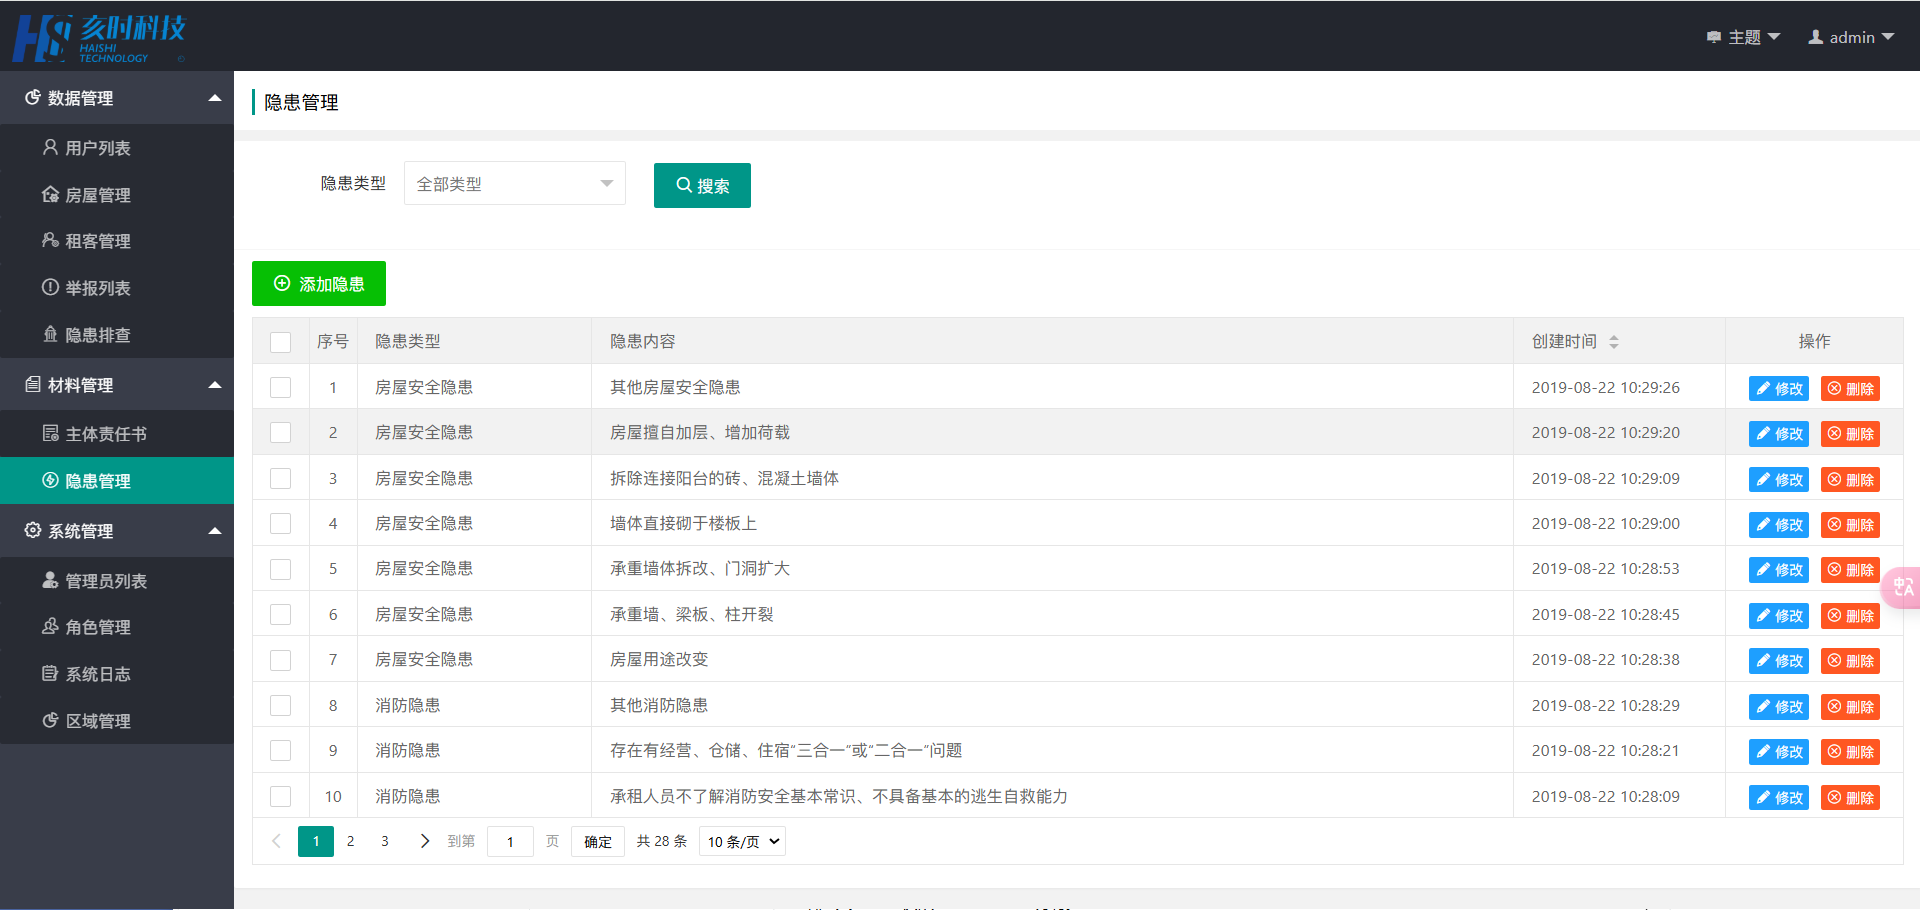 亥时科技
HAISHI
TECHNOLOGY
主题
admin
数据管理
用户列表
房屋管理
租客管理
举报列表
隐患排查
材料管理
主体责任书
隐患管理
系统管理
管理员列表
角色管理
系统日志
区域管理
隐患管理
隐患类型 全部类型 搜索
添加隐患
序号 隐患类型 隐患内容 创建时间 操作
1 房屋安全隐患 其他房屋安全隐患 2019-08-22 10:29:26 修改 删除
2 房屋安全隐患 房屋擅自加层、增加荷载 2019-08-22 10:29:20 修改 删除
3 房屋安全隐患 拆除连接阳台的砖、混凝土墙体 2019-08-22 10:29:09 修改 删除
4 房屋安全隐患 墙体直接砌于楼板上 2019-08-22 10:29:00 修改 删除
5 房屋安全隐患 承重墙体拆改、门洞扩大 2019-08-22 10:28:53 修改 删除
6 房屋安全隐患 承重墙、梁板、柱开裂 2019-08-22 10:28:45 修改 删除
7 房屋安全隐患 房屋用途改变 2019-08-22 10:28:38 修改 删除
8 消防隐患 其他消防隐患 2019-08-22 10:28:29 修改 删除
9 消防隐患 存在有经营、仓储、住宿“三合一”或“二合一”问题 2019-08-22 10:28:21 修改 删除
10 消防隐患 承租人员不了解消防安全基本常识、不具备基本的逃生自救能力 2019-08-22 10:28:09 修改 删除
1 2 3 到第 1 页 确定 共 28 条 10 条/页